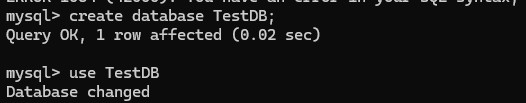 mysql> create database TestDB;
Query OK, 1 row affected (0.02 sec)
mysql> use TestDB
Database changed